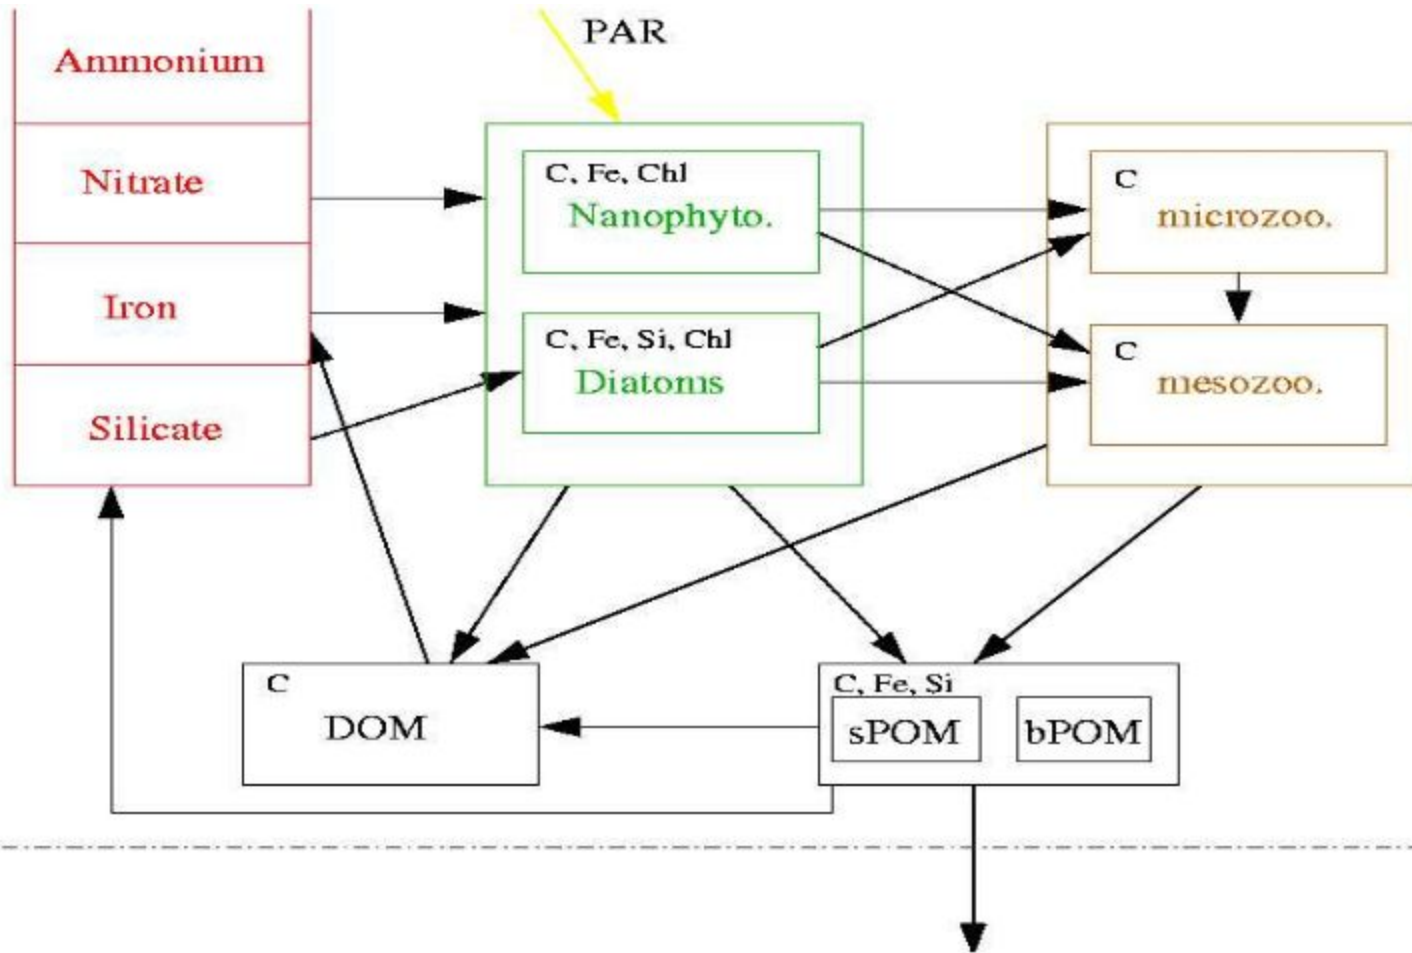 PAR
Ammonium
Nitrate
Iron
Silicate
C, Fe, Chl
Nanophyto.
C, Fe, Si, Chl
Diatoms
C
microzoo.
C
mesozoo.
C
DOM
C, Fe, Si
sPOM
bPOM